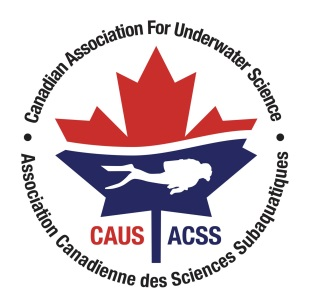 Canadian Association For Underwater Science
CAUS ACSS
Association Canadienne des Sciences Subaquatiques